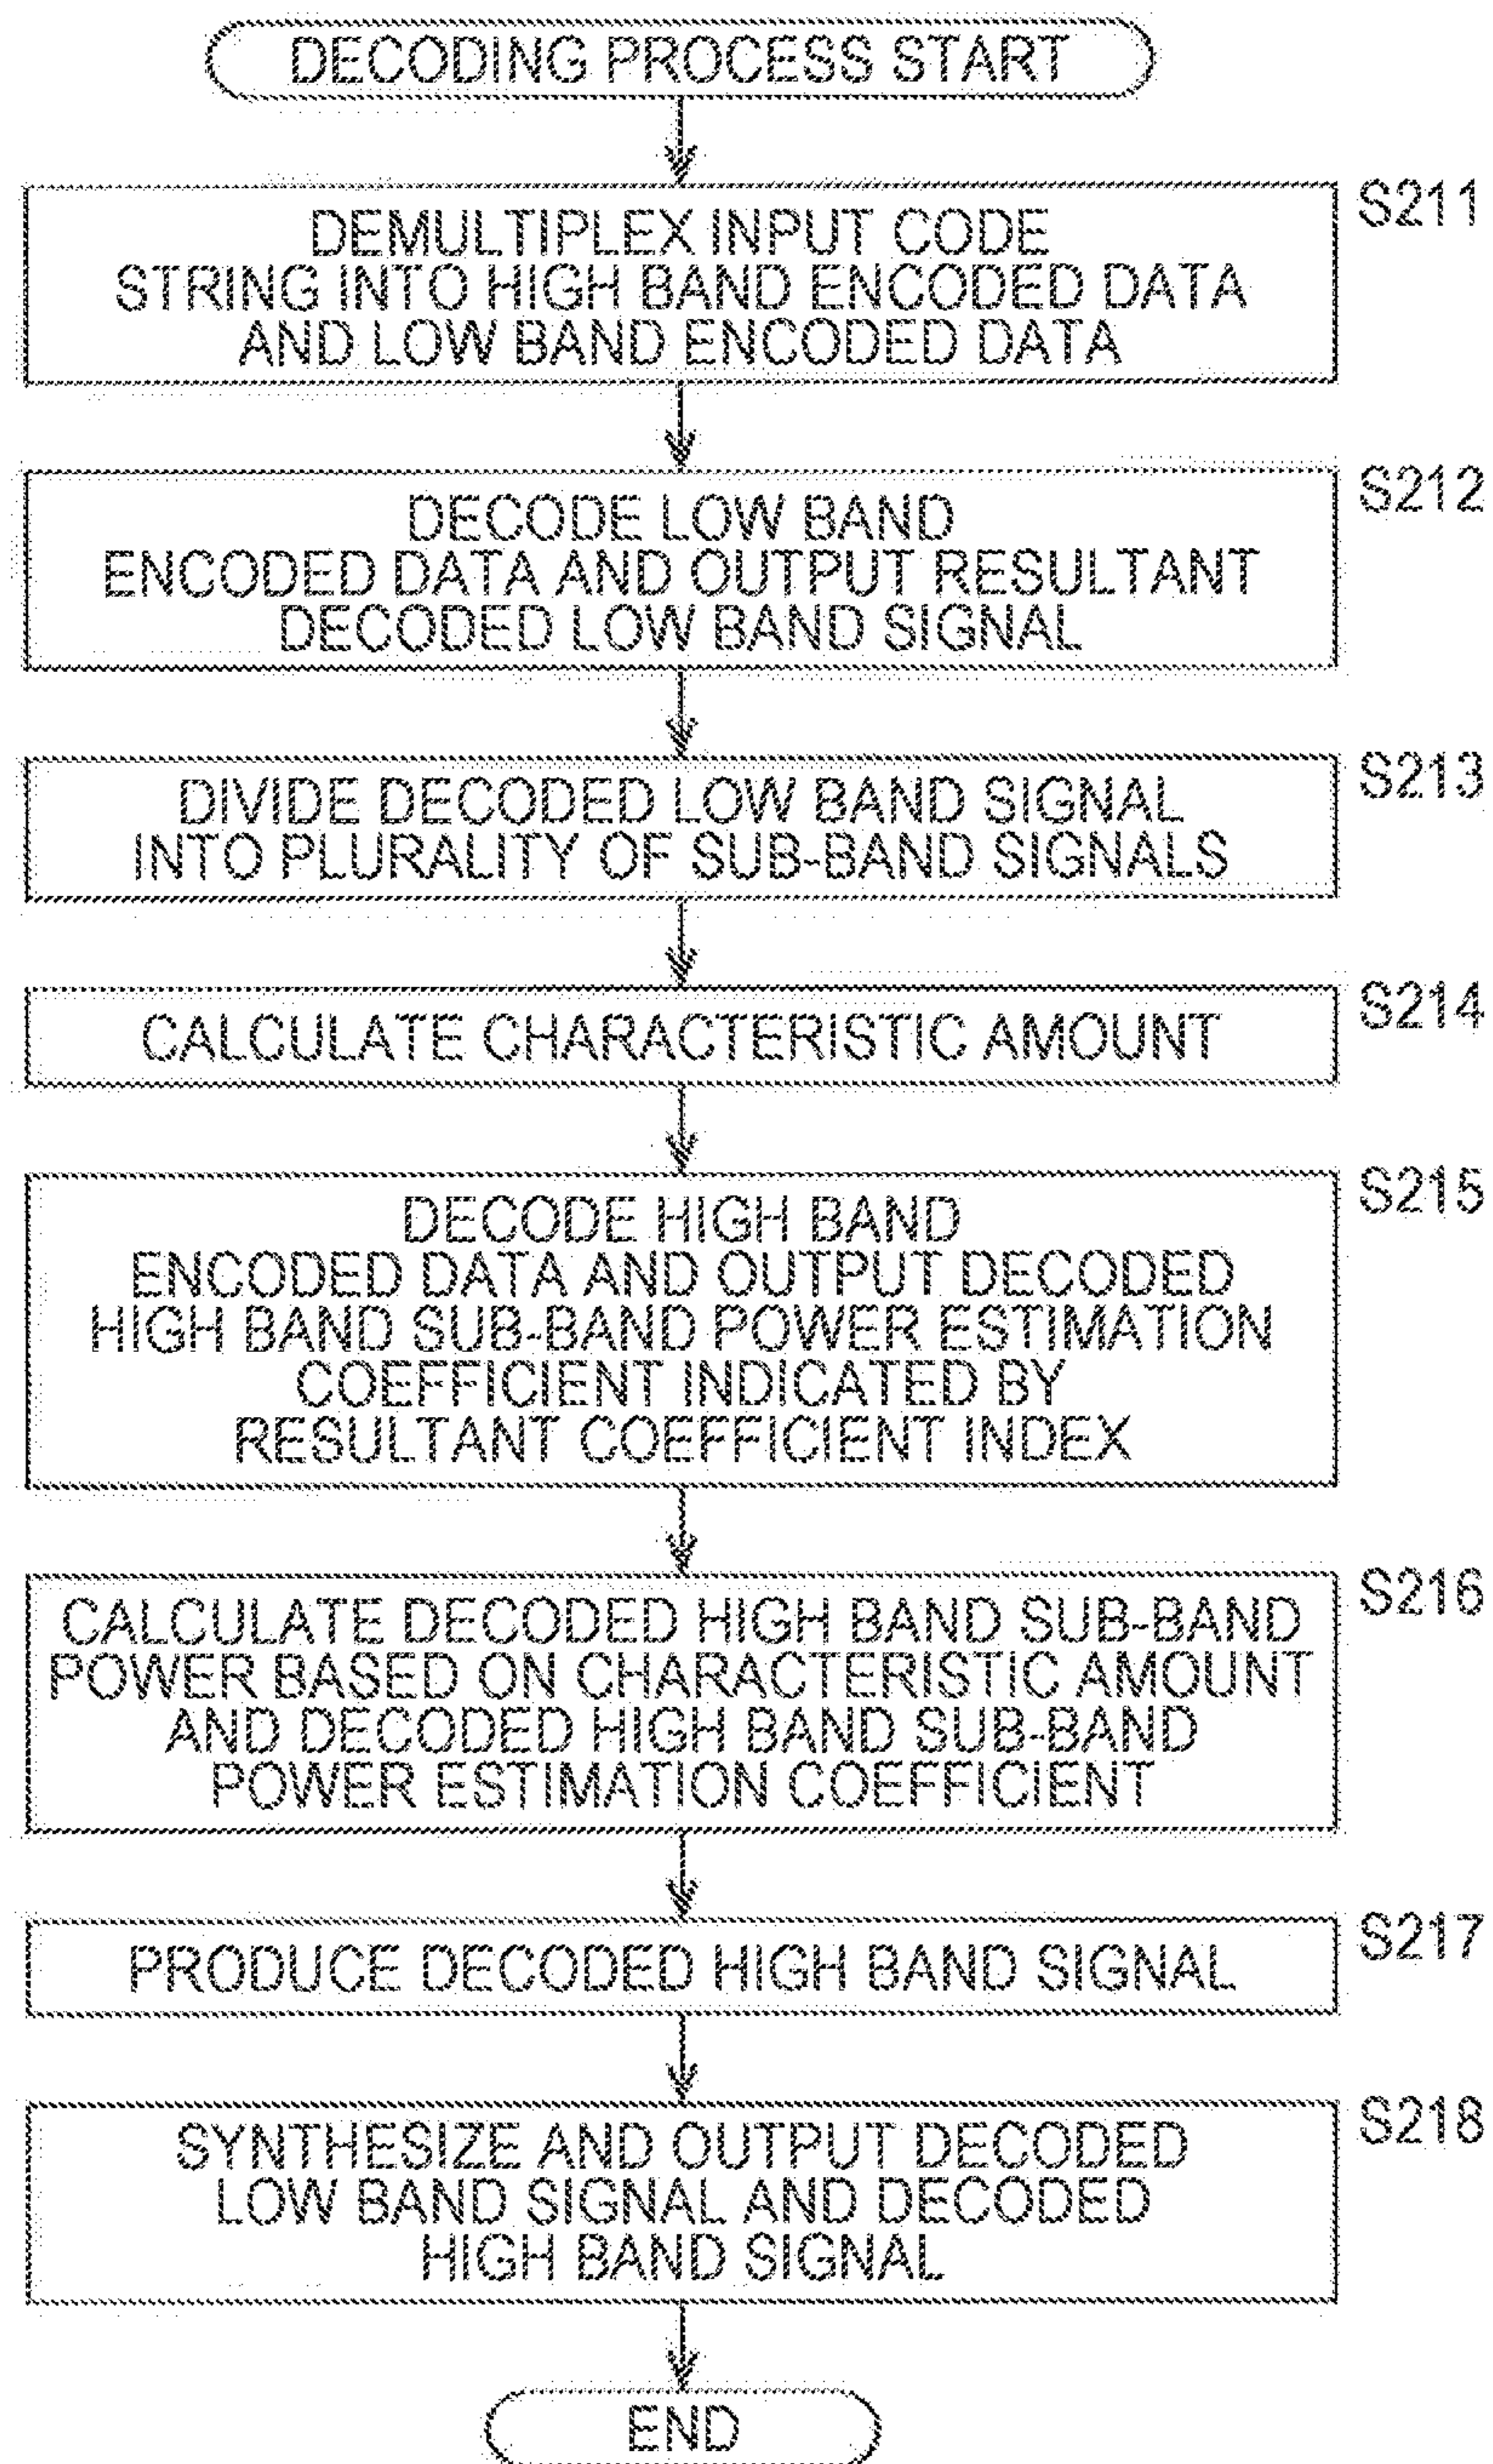 DECODING PROCESS START
S211
DEMULTIPLEX INPUT CODE
STRING INTO HIGH BAND ENCODED DATA
AND LOW BAND ENCODED DATA
S212
DECODE LOW BAND
ENCODED DATA AND OUTPUT RESULTANT
DECODED LOW BAND SIGNAL
S213
DIVIDE DECODED LOW BAND SIGNAL
INTO PLURALITY OF SUB-BAND SIGNALS
S214
CALCULATE CHARACTERISTIC AMOUNT
S215
DECODE HIGH BAND
ENCODED DATA AND OUTPUT DECODED
HIGH BAND SUB-BAND POWER ESTIMATION
COEFFICIENT INDICATED BY
RESULTANT COEFFICIENT INDEX
S216
CALCULATE DECODED HIGH BAND SUB-BAND
POWER BASED ON CHARACTERISTIC AMOUNT
AND DECODED HIGH BAND SUB-BAND
POWER ESTIMATION COEFFICIENT
S217
PRODUCE DECODED HIGH BAND SIGNAL
S218
SYNTHESIZE AND OUTPUT DECODED
LOW BAND SIGNAL AND DECODED
HIGH BAND SIGNAL
END